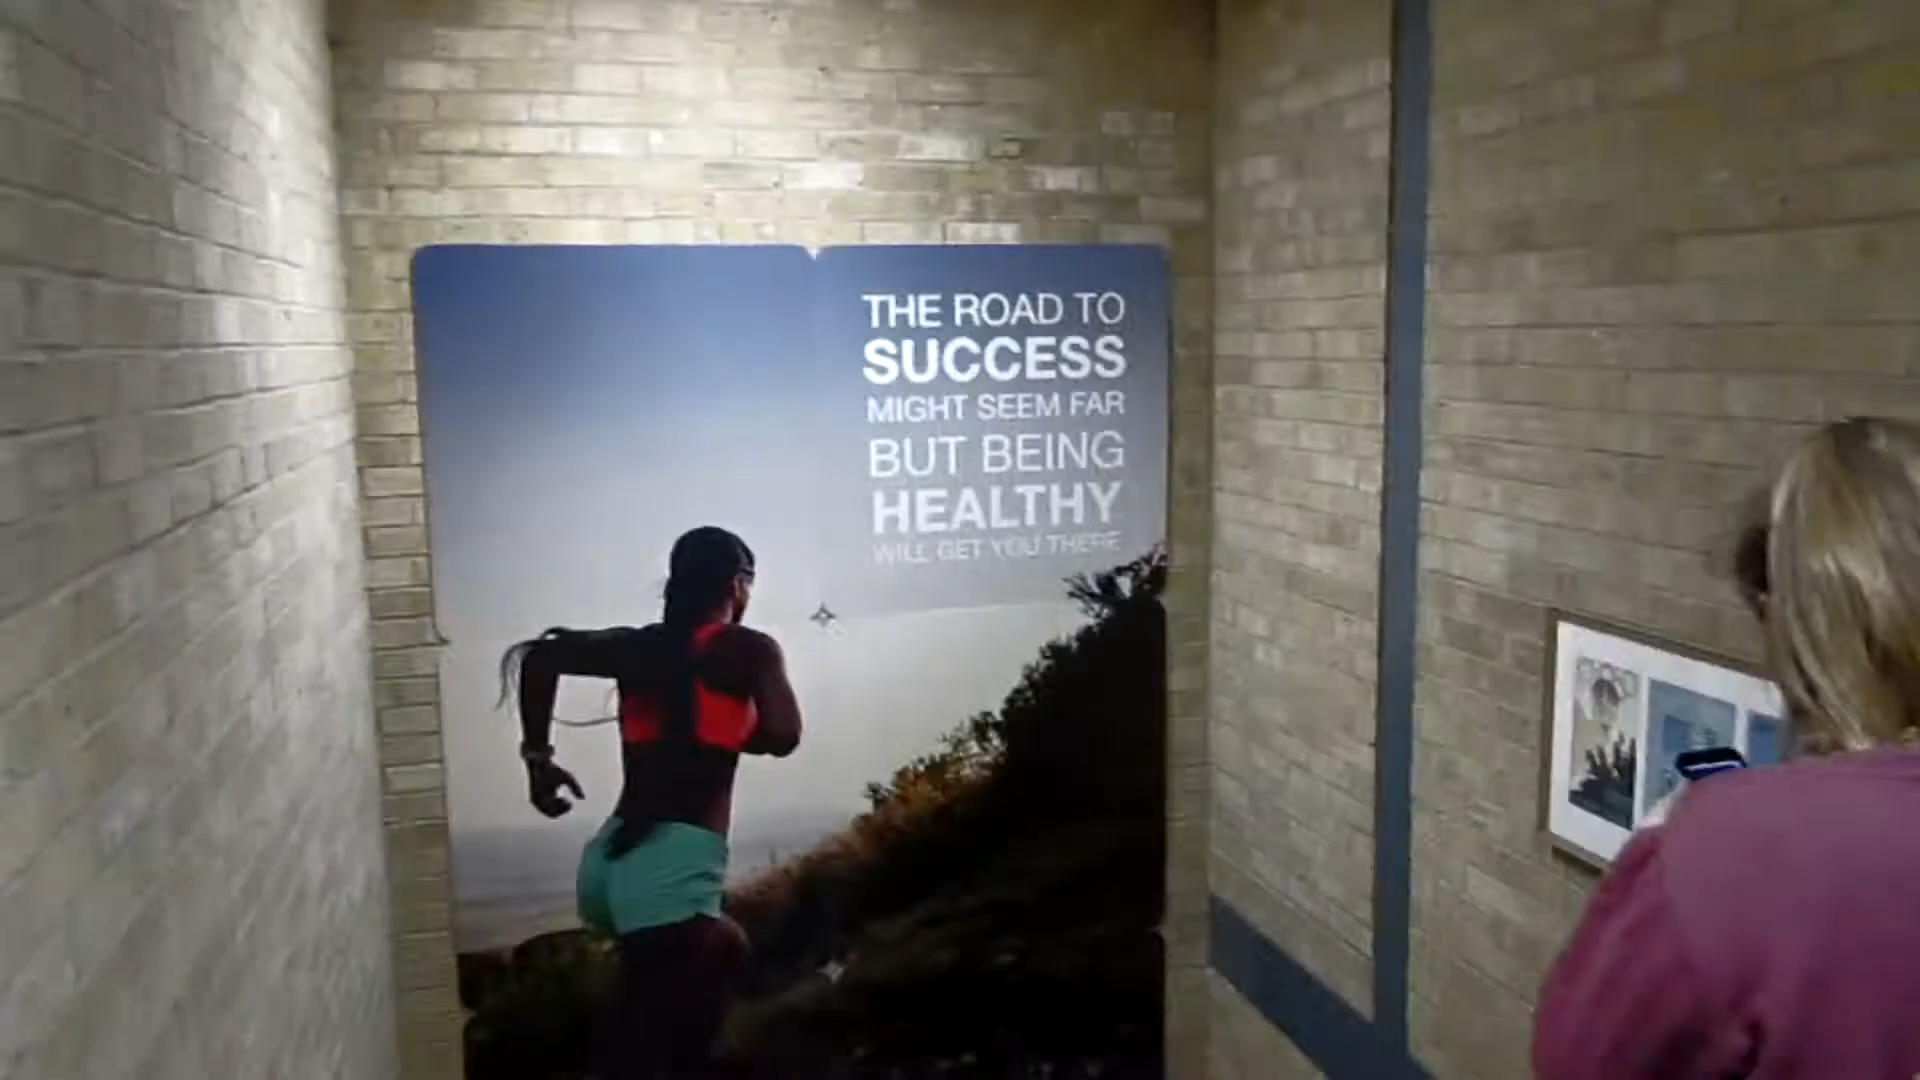 THE ROAD TO
SUCCESS
MIGHT SEEM FAR
BUT BEING
HEALTHY
WILL GET YOU THERE